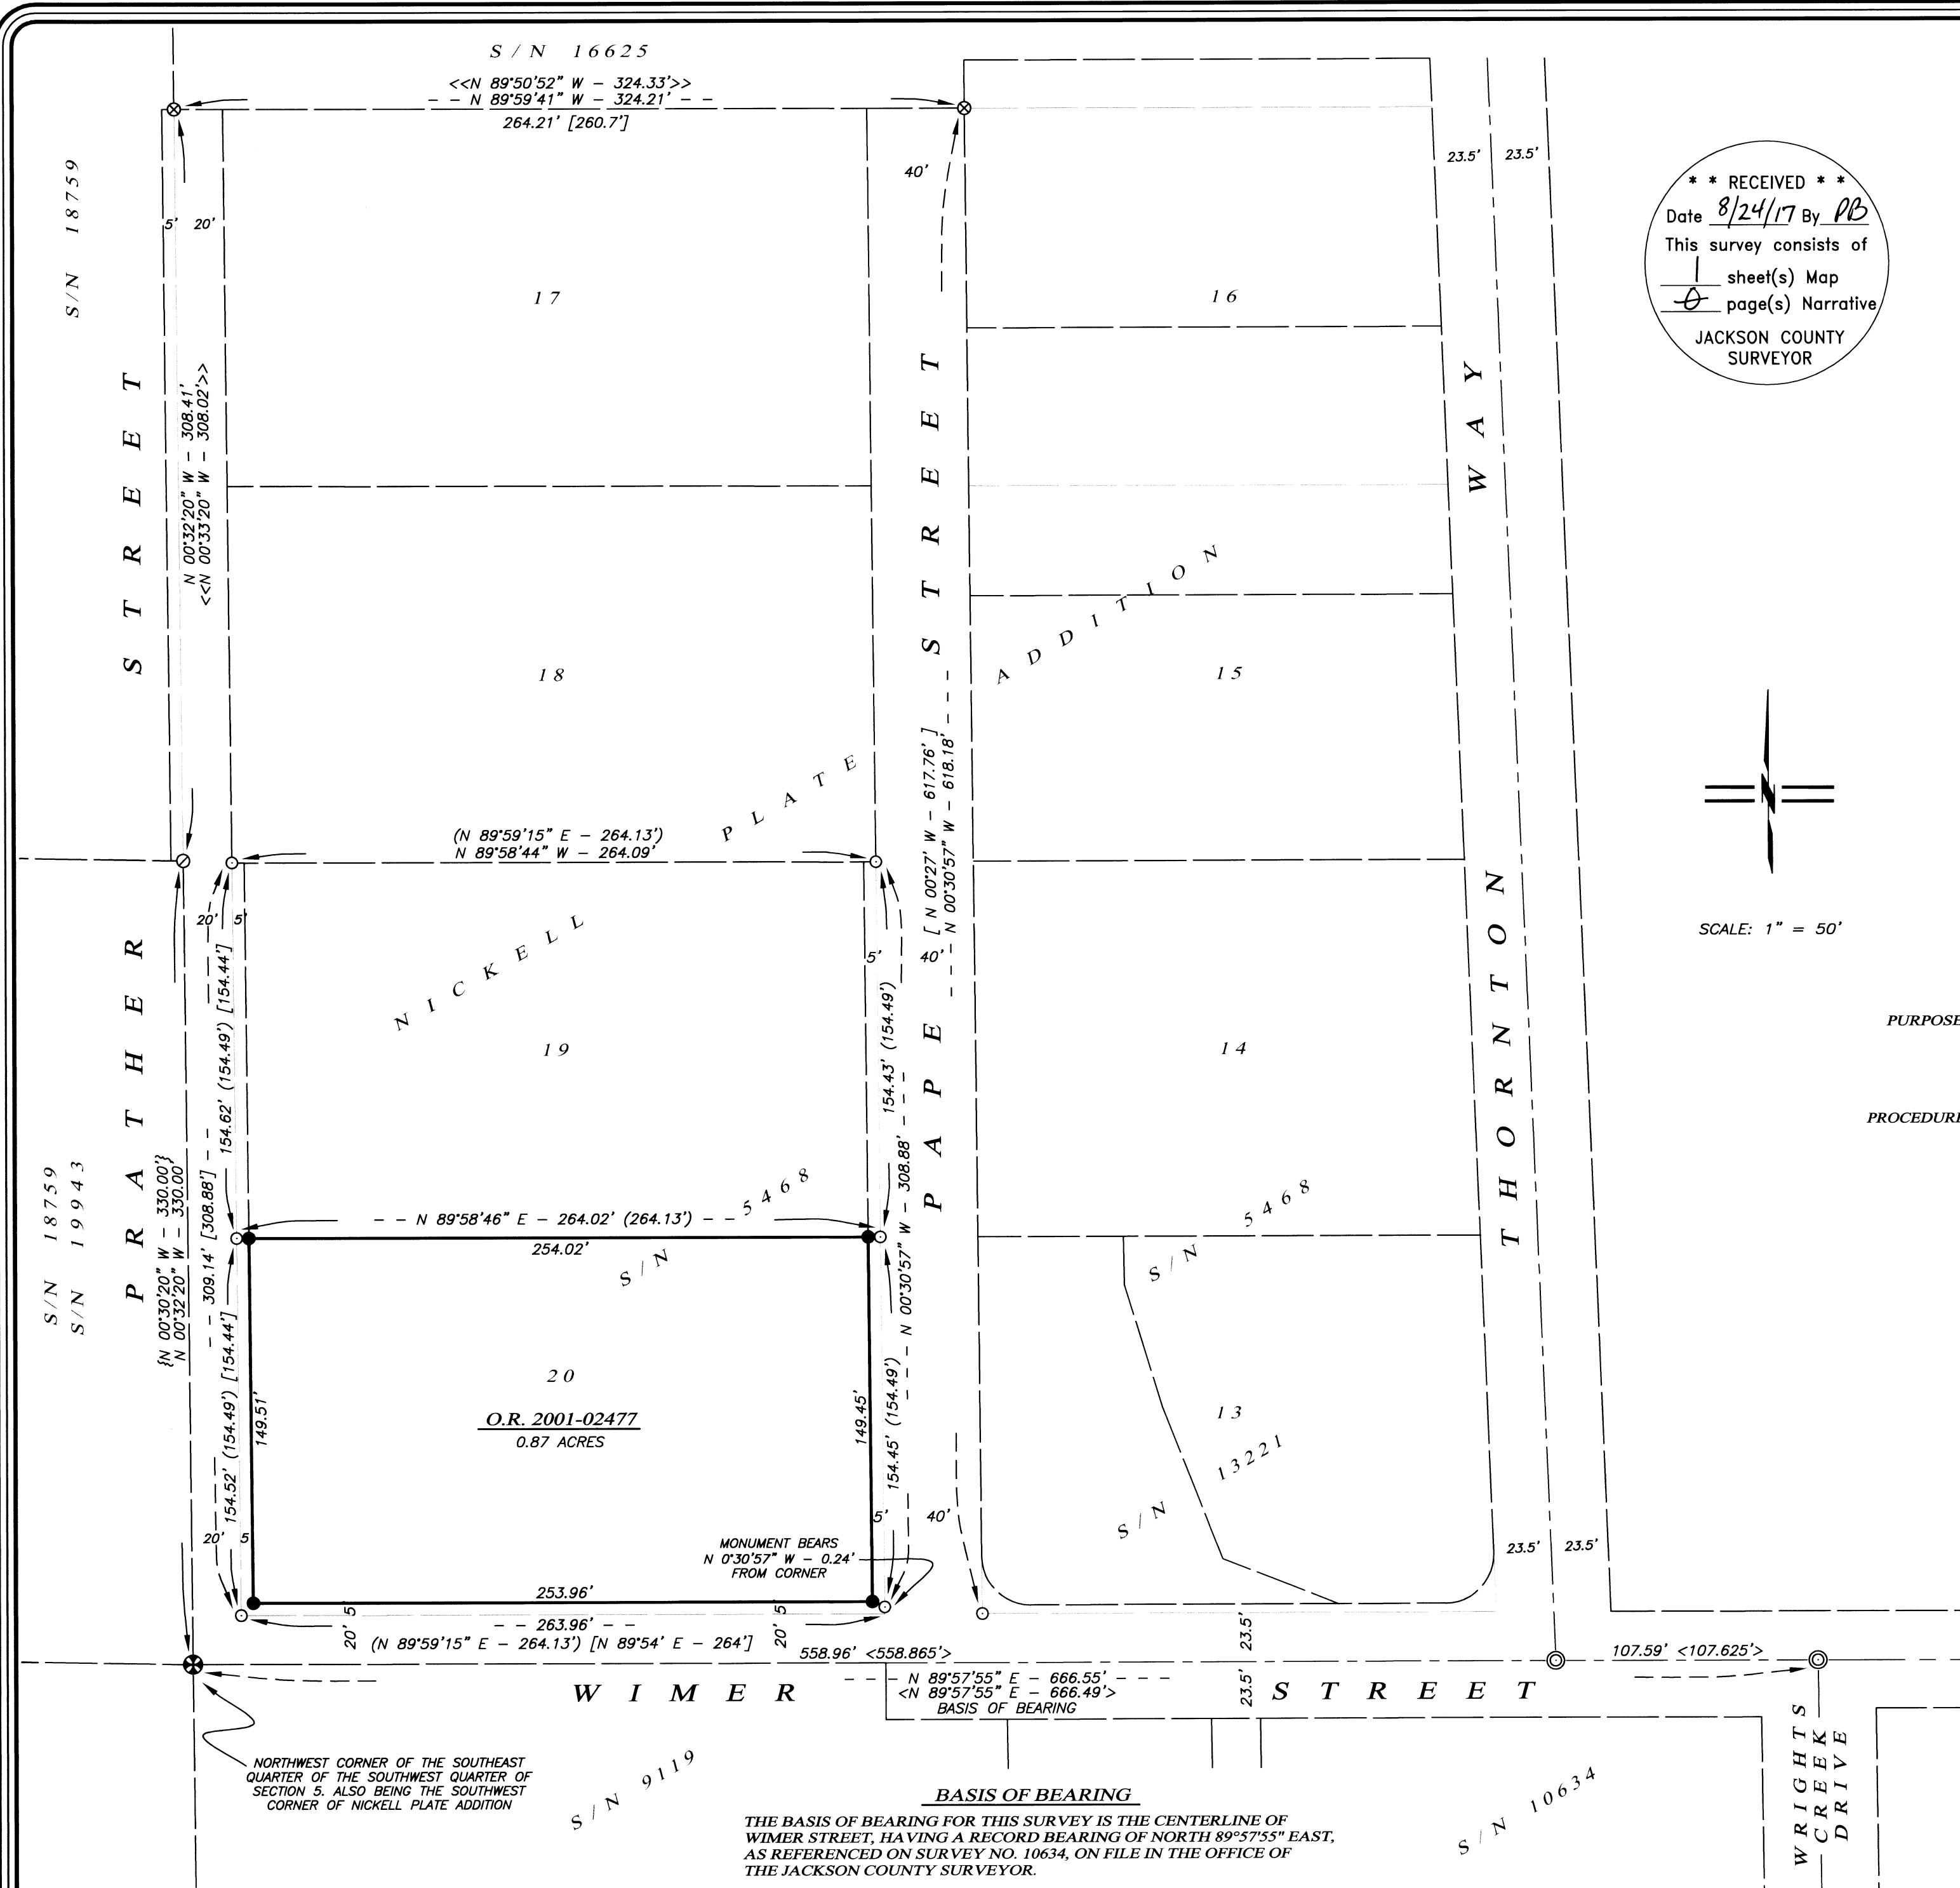 S/N 16625
<<N 89°50'52" W - 324.33'>>
- - N 89°59'41" W - 324.21' - -
264.21' [260.7']
40'
23.5' 23.5'
* * RECEIVED * *
Date 8/24/17 By PB
This survey consists of
1 sheet(s) Map
0 page(s) Narrative
JACKSON COUNTY
SURVEYOR
S/N 18759
5' 20'
17
16
N 00°32'20" W - 308.41'
<<N 00°33'20" W - 308.02'>>
PRATHER STREET
PAPE STREET
THORNTON WAY
NICKELL PLATE ADDITION
18
15
[ N 00°27' W - 617.76' ]
- - N 00°30'57" W - 618.18' - - -
(N 89°59'15" E - 264.13')
N 89°58'44" W - 264.09'
SCALE: 1" = 50'
N
20' 5'
5' 40'
154.62' (154.49') [154.44']
154.43' (154.49')
19
14
PURPOSE
PROCEDURE
S/N 18759
S/N 19943
{N 00°30'20" W - 330.00'}
N 00°32'20" W - 330.00'
- - - 309.14' [308.88'] - -
- - - N 00°30'57" W - 308.88' - - - -
- - N 89°58'46" E - 264.02' (264.13') - -
254.02'
S/N 5468
S/N 5468
154.52' (154.49') [154.44']
149.51'
20
O.R. 2001-02477
0.87 ACRES
149.45'
154.45' (154.49')
13
S/N 13221
20' 5
5' 40'
MONUMENT BEARS
N 0°30'57" W - 0.24'
FROM CORNER
23.5' 23.5'
253.96'
20' 5'
20' 5'
- - 263.96' - -
(N 89°59'15" E - 264.13') [N 89°54' E - 264']
558.96' <558.865'>
23.5'
23.5'
107.59' <107.625'>
- - - N 89°57'55" E - 666.55' - - - -
<N 89°57'55" E - 666.49'>
BASIS OF BEARING
WIMER STREET
NORTHWEST CORNER OF THE SOUTHEAST
QUARTER OF THE SOUTHWEST QUARTER OF
SECTION 5. ALSO BEING THE SOUTHWEST
CORNER OF NICKELL PLATE ADDITION
S/N 9119
S/N 10634
WRIGHTS
CREEK
DRIVE
BASIS OF BEARING
THE BASIS OF BEARING FOR THIS SURVEY IS THE CENTERLINE OF
WIMER STREET, HAVING A RECORD BEARING OF NORTH 89°57'55" EAST,
AS REFERENCED ON SURVEY NO. 10634, ON FILE IN THE OFFICE OF
THE JACKSON COUNTY SURVEYOR.